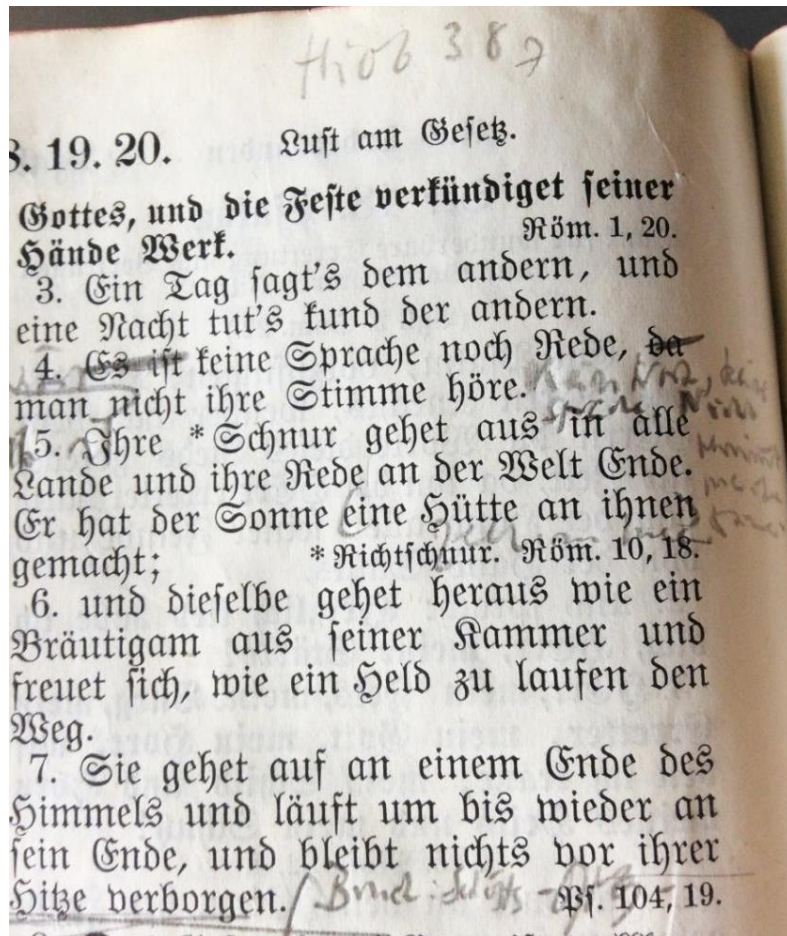 Hiob 38,7
8. 19. 20. Lust am Gesetz.
Gottes, und die Feste verkündiget seiner
Hände Werk. Röm. 1, 20.
3. Ein Tag sagt's dem andern, und
eine Nacht tut's kund der andern.
4. Es ist keine Sprache noch Rede, da
man nicht ihre Stimme höre.
5. Ihre *Schnur gehet aus in alle
Lande und ihre Rede an der Welt Ende.
Er hat der Sonne eine Hütte an ihnen
gemacht; *Richtschnur. Röm. 10, 18.
6. und dieselbe gehet heraus wie ein
Bräutigam aus seiner Kammer und
freuet sich, wie ein Held zu laufen den
Weg.
7. Sie gehet auf an einem Ende des
Himmels und läuft um bis wieder an
sein Ende, und bleibt nichts vor ihrer
Hitze verborgen. Ps. 104, 19.